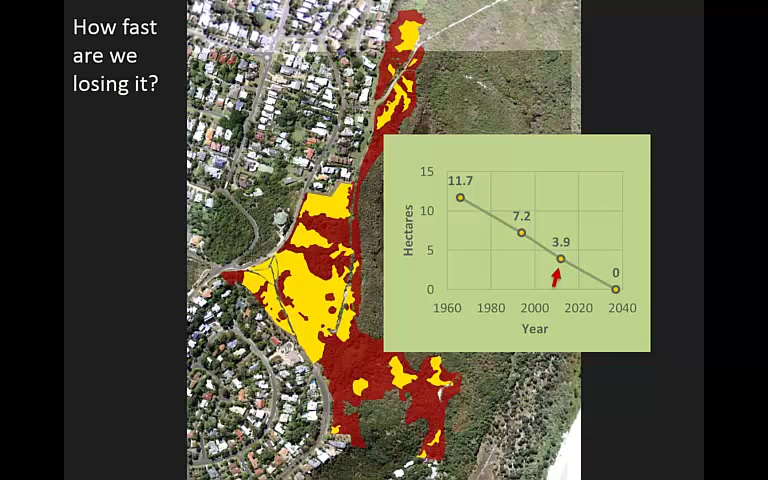 How fast
are we
losing it?
15
11.7
10
7.2
5
3.9
0
0
Hectares
1960 1980 2000 2020 2040
Year